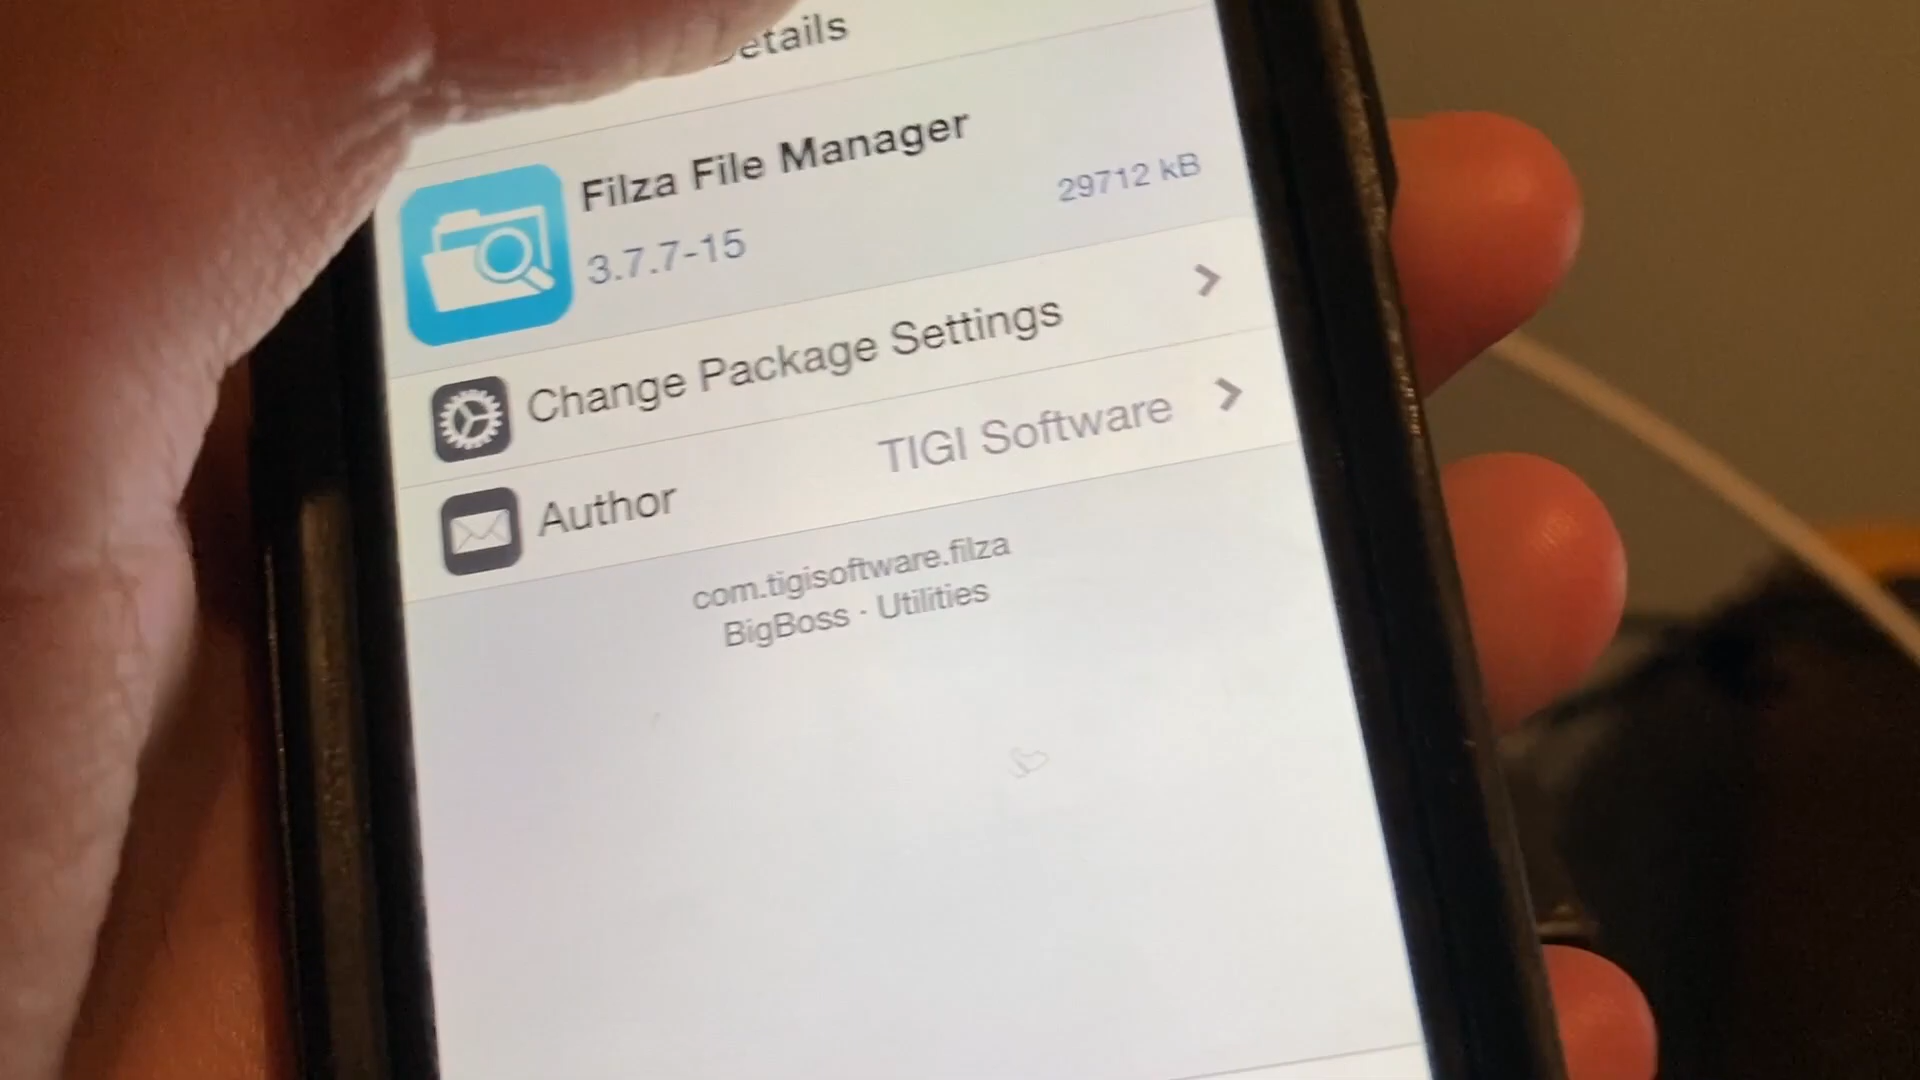 Details
Filza File Manager
3.7.7-15
29712 kB
Change Package Settings
Author
TIGI Software
com.tigisoftware.filza
BigBoss · Utilities